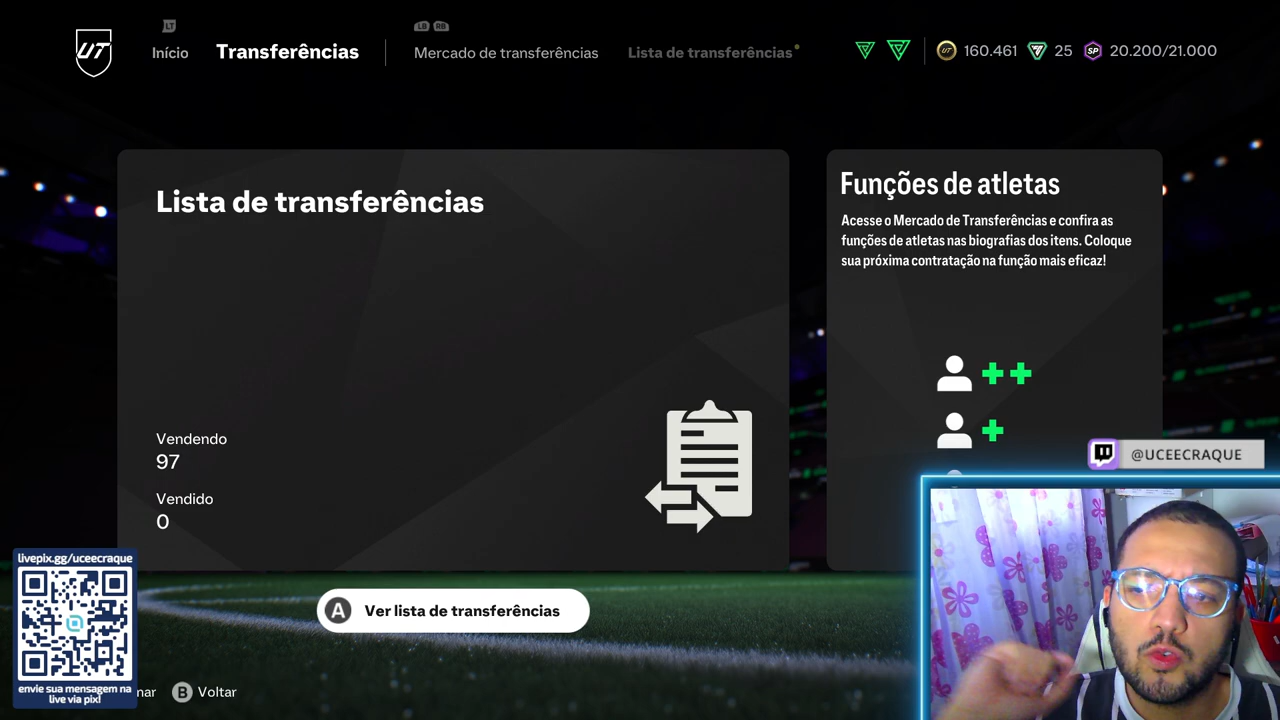 LT
LB RB
UT
Início
Transferências
Mercado de transferências
Lista de transferências
UT 160.461
25
SP 20.200/21.000
Lista de transferências
Vendendo
97
Vendido
0
Funções de atletas
Acesse o Mercado de Transferências e confira as
funções de atletas nas biografias dos itens. Coloque
sua próxima contratação na função mais eficaz!
@UCEECRAQUE
livepix.gg/uceecraque
envie sua mensagem na
live via pix!
A Ver lista de transferências
B Voltar